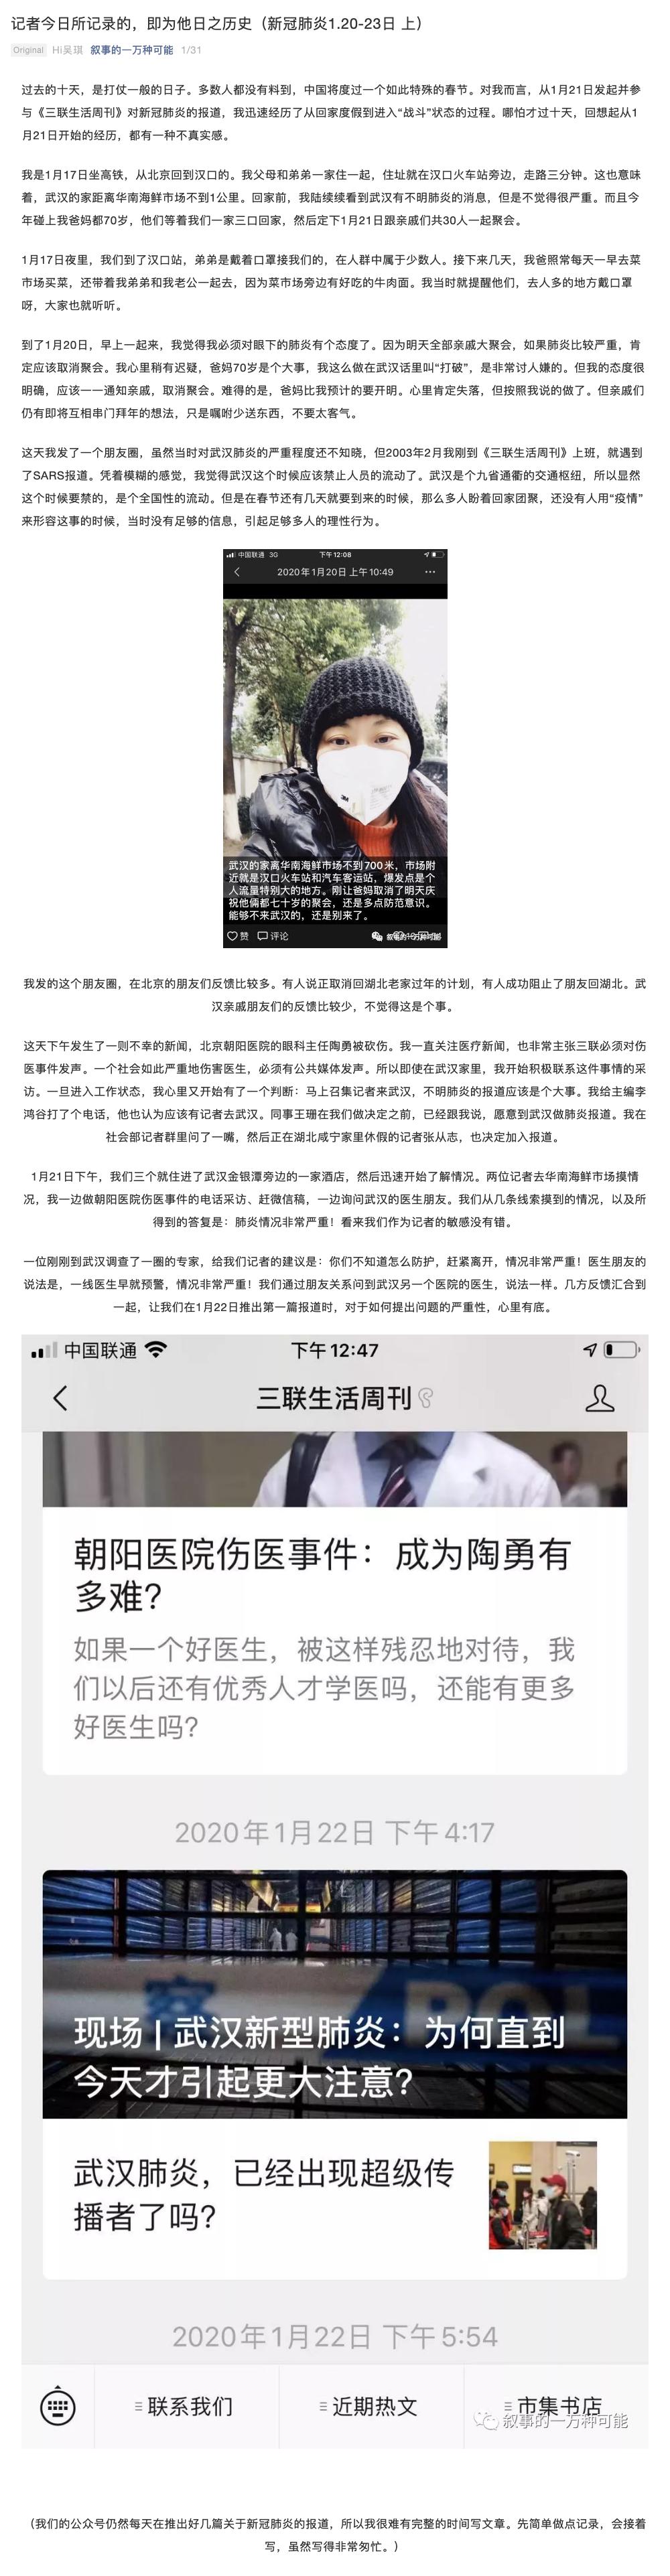 记者今日所记录的，即为他日之历史（新冠肺炎1.20-23日 上）
Original Hi吴琪 叙事的一万种可能 1/31
过去的十天，是打仗一般的日子。多数人都没有料到，中国将度过一个如此特殊的春节。对我而言，从1月21日发起并参
与《三联生活周刊》对新冠肺炎的报道，我迅速经历了从回家度假到进入“战斗”状态的过程。哪怕才过十天，回想起从1
月21日开始的经历，都有一种不真实感。
我是1月17日坐高铁，从北京回到汉口的。我父母和弟弟一家住一起，住址就在汉口火车站旁边，走路三分钟。这也意味
着，武汉的家距离华南海鲜市场不到1公里。回家前，我陆续看到武汉有不明肺炎的消息，但是不觉得很严重。而且今
年碰上我爸妈都70岁，他们等着我们一家三口回家，然后定下1月21日跟亲戚们共30人一起聚会。
1月17日夜里，我们到了汉口站，弟弟是戴着口罩接我们的，在人群中属于少数人。接下来几天，我爸照常每天一早去菜
市场买菜，还带着我弟弟和我老公一起去，因为菜市场旁边有好吃的牛肉面。我当时就提醒他们，去人多的地方戴口罩
呀，大家也就听听。
到了1月20日，早上一起来，我觉得我必须对眼下的肺炎有个态度了。因为明天全部亲戚大聚会，如果肺炎比较严重，肯
定应该取消聚会。我心里稍有迟疑，爸妈70岁是个大事，我这么做在武汉话里叫“打破”，是非常讨人嫌的。但我的态度很
明确，应该一一通知亲戚，取消聚会。难得的是，爸妈比我预计的要开明。心里肯定失落，但按照我说的做了。但亲戚们
仍有即将互相串门拜年的想法，只是嘱咐少送东西，不要太客气。
这天我发了一个朋友圈，虽然当时对武汉肺炎的严重程度还不知晓，但2003年2月我刚到《三联生活周刊》上班，就遇到
了SARS报道。凭着模糊的感觉，我觉得武汉这个时候应该禁止人员的流动了。武汉是个九省通衢的交通枢纽，所以显然
这个时候要禁的，是个全国性的流动。但是在春节还有几天就要到来的时候，那么多人盼着回家团聚，还没有人用“疫情”
来形容这事的时候，当时没有足够的信息，引起足够多人的理性行为。
中国联通 3G 下午12:08
2020年1月20日 上午10:49
3M
武汉的家离华南海鲜市场不到700米，市场附
近就是汉口火车站和汽车客运站，爆发点是个
人流量特别大的地方。刚让爸妈取消了明天庆
祝他俩都七十岁的聚会，还是多点防范意识。
能够不来武汉的，还是别来了。
赞 评论 叙事的一万种可能
我发的这个朋友圈，在北京的朋友们反馈比较多。有人说正取消回湖北老家过年的计划，有人成功阻止了朋友回湖北。武
汉亲戚朋友们的反馈比较少，不觉得这是个事。
这天下午发生了一则不幸的新闻，北京朝阳医院的眼科主任陶勇被砍伤。我一直关注医疗新闻，也非常主张三联必须对伤
医事件发声。一个社会如此严重地伤害医生，必须有公共媒体发声。所以即使在武汉家里，我开始积极联系这件事情的采
访。一旦进入工作状态，我心里又开始有了一个判断：马上召集记者来武汉，不明肺炎的报道应该是个大事。我给主编李
鸿谷打了个电话，他也认为应该有记者去武汉。同事王珊在我们做决定之前，已经跟我说，愿意到武汉做肺炎报道。我在
社会部记者群里问了一嘴，然后正在湖北咸宁家里休假的记者张从志，也决定加入报道。
1月21日下午，我们三个就住进了武汉金银潭旁边的一家酒店，然后迅速开始了解情况。两位记者去华南海鲜市场摸情
况，我一边做朝阳医院伤医事件的电话采访、赶微信稿，一边询问武汉的医生朋友。我们从几条线索摸到的情况，以及所
得到的答复是：肺炎情况非常严重！看来我们作为记者的敏感没有错。
一位刚刚到武汉调查了一圈的专家，给我们记者的建议是：你们不知道怎么防护，赶紧离开，情况非常严重！医生朋友的
说法是，一线医生早就预警，情况非常严重！我们通过朋友关系问到武汉另一个医院的医生，说法一样。几方反馈汇合到
一起，让我们在1月22日推出第一篇报道时，对于如何提出问题的严重性，心里有底。
中国联通 下午12:47
三联生活周刊
朝阳医院伤医事件：成为陶勇有
多难？
如果一个好医生，被这样残忍地对待，我
们以后还有优秀人才学医吗，还能有更多
好医生吗？
2020年1月22日 下午4:17
现场 | 武汉新型肺炎：为何直到
今天才引起更大注意？
武汉肺炎，已经出现超级传
播者了吗？
2020年1月22日 下午5:54
联系我们 近期热文 市集书店
叙事的一万种可能
（我们的公众号仍然每天在推出好几篇关于新冠肺炎的报道，所以我很难有完整的时间写文章。先简单做点记录，会接着
写，虽然写得非常匆忙。）